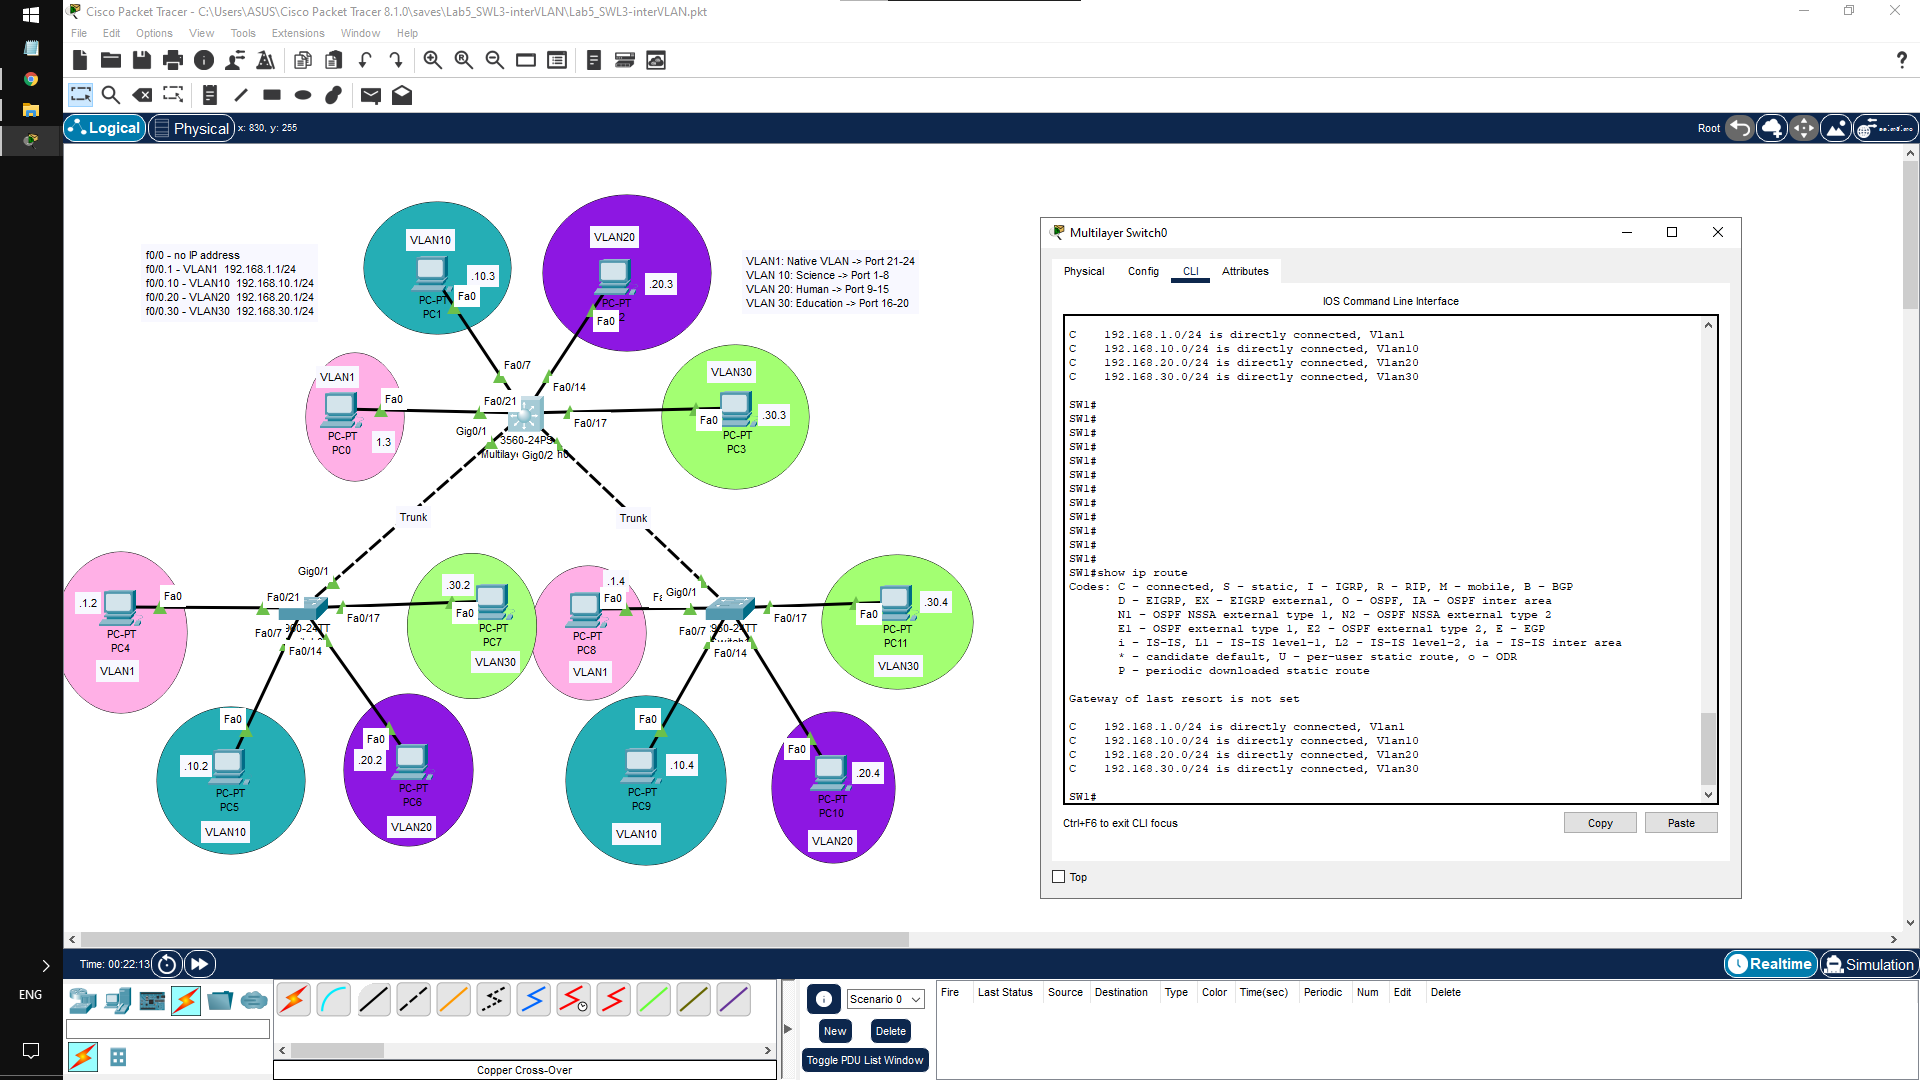 Cisco Packet Tracer - C:\Users\ASUS\Cisco Packet Tracer 8.1.0\saves\Lab5_SWL3-interVLAN\Lab5_SWL3-interVLAN.pkt
File Edit Options View Tools Extensions Window Help
Logical Physical x: 830, y: 255
Root
f0/0 - no IP address
f0/0.1 - VLAN1 192.168.1.1/24
f0/0.10 - VLAN10 192.168.10.1/24
f0/0.20 - VLAN20 192.168.20.1/24
f0/0.30 - VLAN30 192.168.30.1/24
VLAN10
.10.3
PC-PT
PC1
Fa0
VLAN20
.20.3
PC-PT
2
Fa0
VLAN1: Native VLAN -> Port 21-24
VLAN 10: Science -> Port 1-8
VLAN 20: Human -> Port 9-15
VLAN 30: Education -> Port 16-20
VLAN1
Fa0
PC-PT
PC0
1.3
Fa0/7
Fa0/14
Fa0/21
Fa0/17
Gig0/1
3560-24PS
Gig0/2
VLAN30
Fa0
.30.3
PC-PT
PC3
Trunk
Trunk
.1.2
Fa0
PC-PT
PC4
VLAN1
Gig0/1
Fa0/21
Fa0/17
Fa0/7
Fa0/14
.30.2
Fa0
PC-PT
PC7
VLAN30
.1.4
Fa0
PC-PT
PC8
VLAN1
Gig0/1
Fa0/7
Fa0/17
Fa0/14
Fa0
.30.4
PC-PT
PC11
VLAN30
Fa0
.10.2
PC-PT
PC5
VLAN10
Fa0
.20.2
PC-PT
PC6
VLAN20
Fa0
.10.4
PC-PT
PC9
VLAN10
Fa0
.20.4
PC-PT
PC10
VLAN20
Multilayer Switch0
Physical Config CLI Attributes
IOS Command Line Interface
C 192.168.1.0/24 is directly connected, Vlan1
C 192.168.10.0/24 is directly connected, Vlan10
C 192.168.20.0/24 is directly connected, Vlan20
C 192.168.30.0/24 is directly connected, Vlan30
SW1#
SW1#
SW1#
SW1#
SW1#
SW1#
SW1#
SW1#
SW1#
SW1#
SW1#
SW1#
SW1#show ip route
Codes: C - connected, S - static, I - IGRP, R - RIP, M - mobile, B - BGP
D - EIGRP, EX - EIGRP external, O - OSPF, IA - OSPF inter area
N1 - OSPF NSSA external type 1, N2 - OSPF NSSA external type 2
E1 - OSPF external type 1, E2 - OSPF external type 2, E - EGP
i - IS-IS, L1 - IS-IS level-1, L2 - IS-IS level-2, ia - IS-IS inter area
* - candidate default, U - per-user static route, o - ODR
P - periodic downloaded static route
Gateway of last resort is not set
C 192.168.1.0/24 is directly connected, Vlan1
C 192.168.10.0/24 is directly connected, Vlan10
C 192.168.20.0/24 is directly connected, Vlan20
C 192.168.30.0/24 is directly connected, Vlan30
SW1#
Ctrl+F6 to exit CLI focus
Copy Paste
Top
Time: 00:22:13
Realtime Simulation
ENG
Scenario 0
New Delete
Toggle PDU List Window
Fire Last Status Source Destination Type Color Time(sec) Periodic Num Edit Delete
Copper Cross-Over